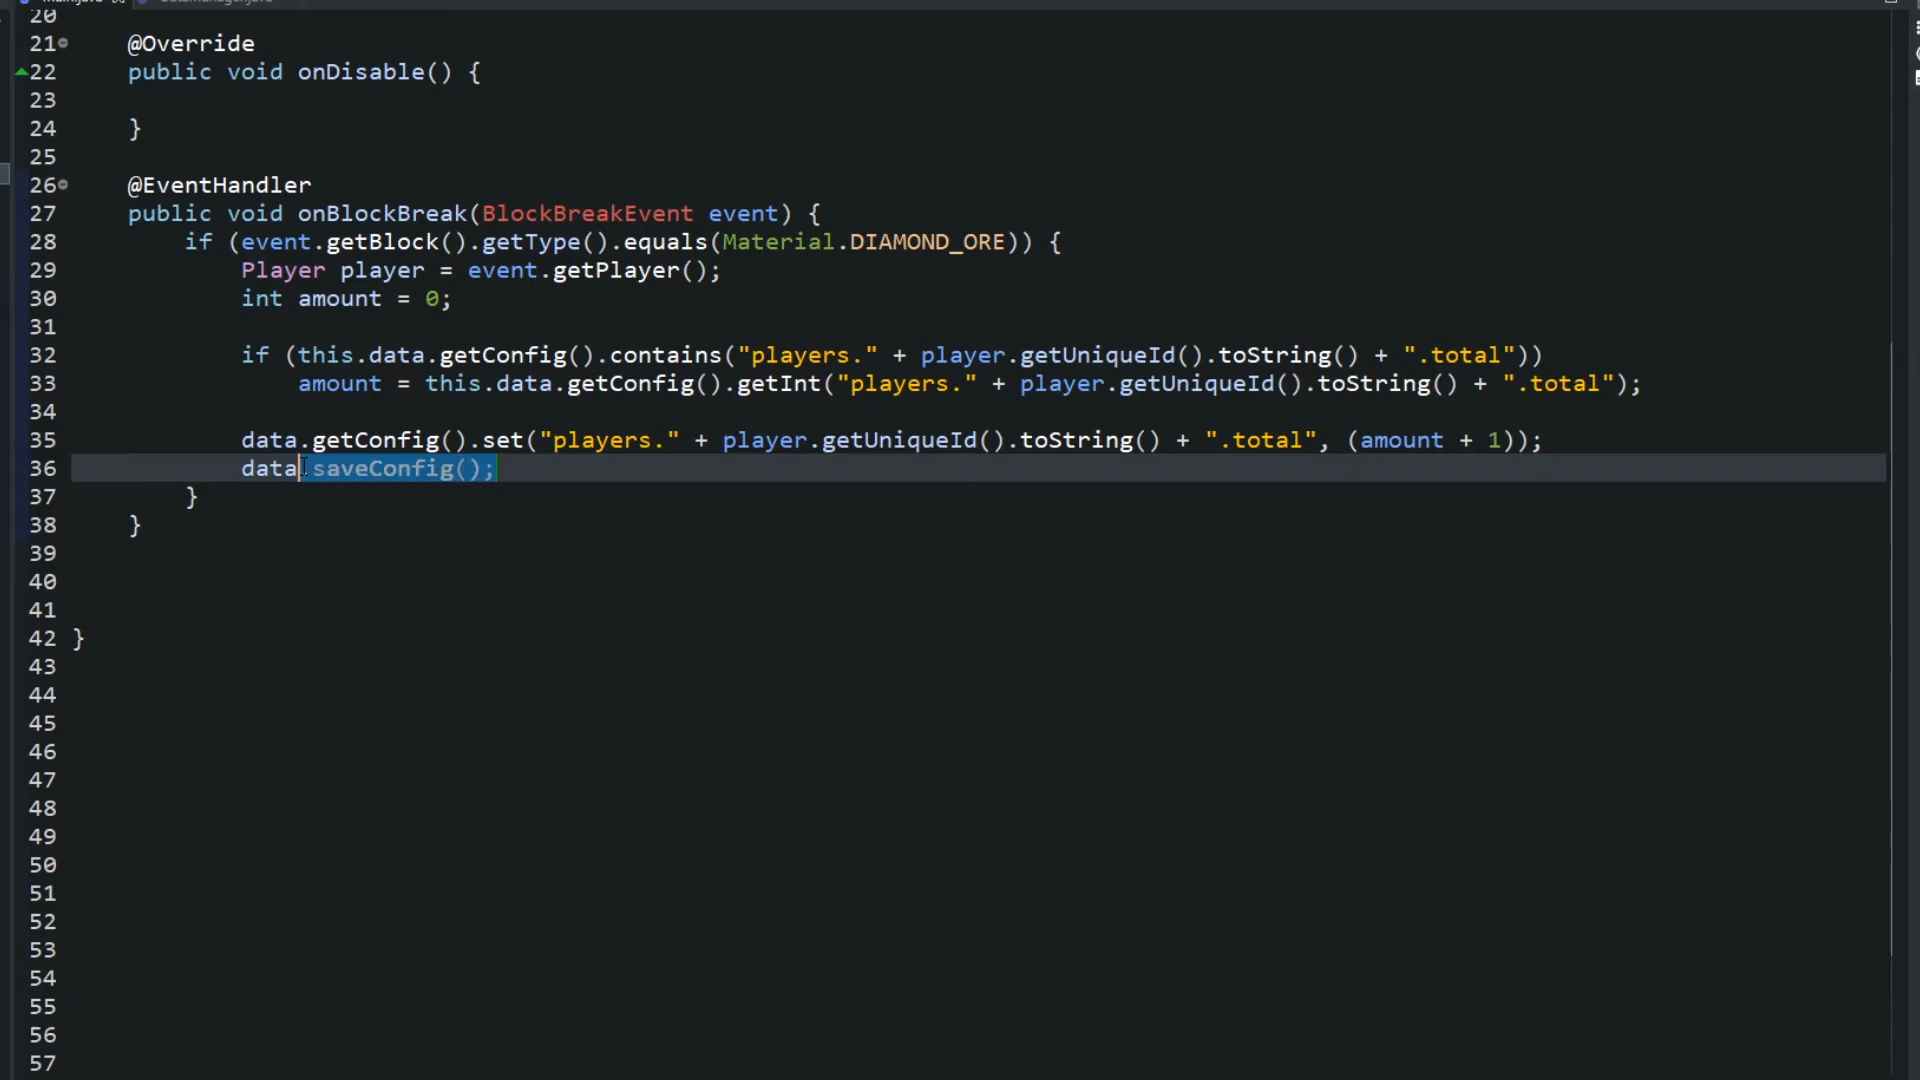 20
21 @Override
22 public void onDisable() {
23
24 }
25
26 @EventHandler
27 public void onBlockBreak(BlockBreakEvent event) {
28 if (event.getBlock().getType().equals(Material.DIAMOND_ORE)) {
29 Player player = event.getPlayer();
30 int amount = 0;
31
32 if (this.data.getConfig().contains("players." + player.getUniqueId().toString() + ".total"))
33 amount = this.data.getConfig().getInt("players." + player.getUniqueId().toString() + ".total");
34
35 data.getConfig().set("players." + player.getUniqueId().toString() + ".total", (amount + 1));
36 data.saveConfig();
37 }
38 }
39
40
41
42 }
43
44
45
46
47
48
49
50
51
52
53
54
55
56
57